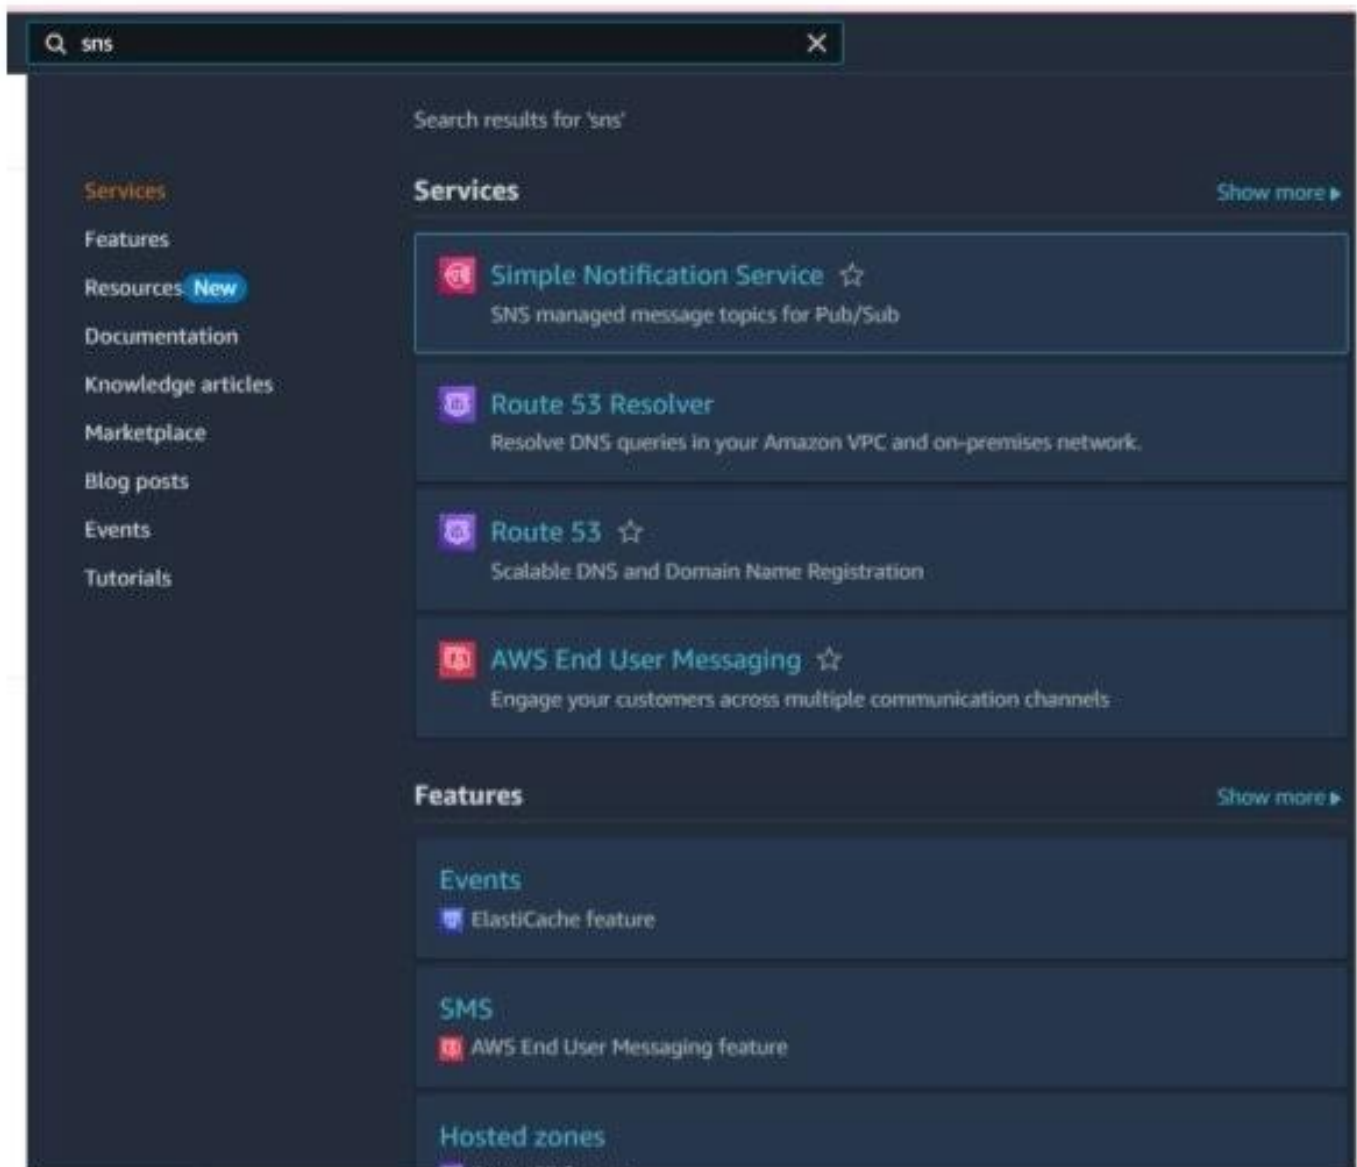 sns
Search results for 'sns'
Services
Features
Resources New
Documentation
Knowledge articles
Marketplace
Blog posts
Events
Tutorials
Services
Show more
Simple Notification Service
SNS managed message topics for Pub/Sub
Route 53 Resolver
Resolve DNS queries in your Amazon VPC and on-premises network.
Route 53
Scalable DNS and Domain Name Registration
AWS End User Messaging
Engage your customers across multiple communication channels
Features
Show more
Events
ElastiCache feature
SMS
AWS End User Messaging feature
Hosted zones